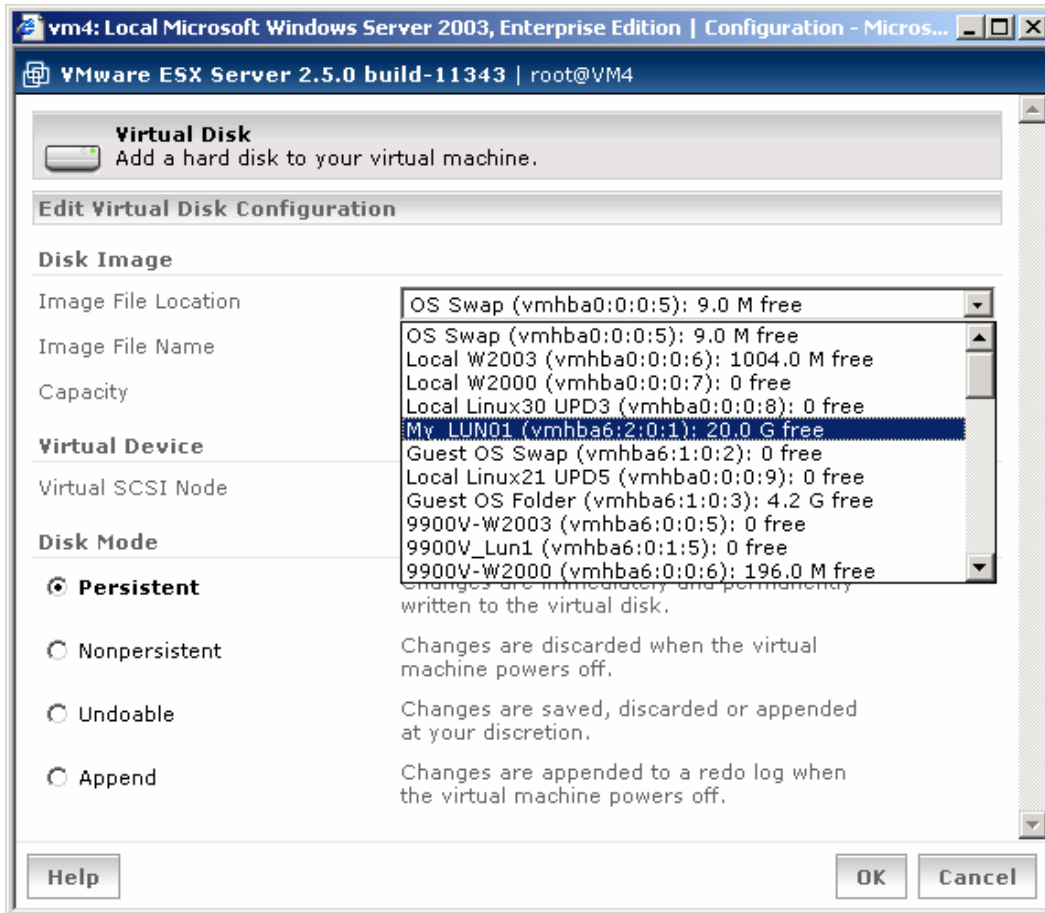 vm4: Local Microsoft Windows Server 2003, Enterprise Edition | Configuration - Micros...
VMware ESX Server 2.5.0 build-11343 | root@VM4
Virtual Disk
Add a hard disk to your virtual machine.
Edit Virtual Disk Configuration
Disk Image
Image File Location
OS Swap (vmhba0:0:0:5): 9.0 M free
OS Swap (vmhba0:0:0:5): 9.0 M free
Image File Name
Local W2003 (vmhba0:0:0:6): 1004.0 M free
Local W2000 (vmhba0:0:0:7): 0 free
Capacity
Local Linux30 UPD3 (vmhba0:0:0:8): 0 free
My_LUN01 (vmhba6:2:0:1): 20.0 G free
Virtual Device
Guest OS Swap (vmhba6:1:0:2): 0 free
Local Linux21 UPD5 (vmhba0:0:0:9): 0 free
Virtual SCSI Node
Guest OS Folder (vmhba6:1:0:3): 4.2 G free
9900V-W2003 (vmhba6:0:0:5): 0 free
Disk Mode
9900V_Lun1 (vmhba6:0:1:5): 0 free
9900V-W2000 (vmhba6:0:0:6): 196.0 M free
Persistent
Changes are immediately and permanently
written to the virtual disk.
Nonpersistent
Changes are discarded when the virtual
machine powers off.
Undoable
Changes are saved, discarded or appended
at your discretion.
Append
Changes are appended to a redo log when
the virtual machine powers off.
Help
OK
Cancel